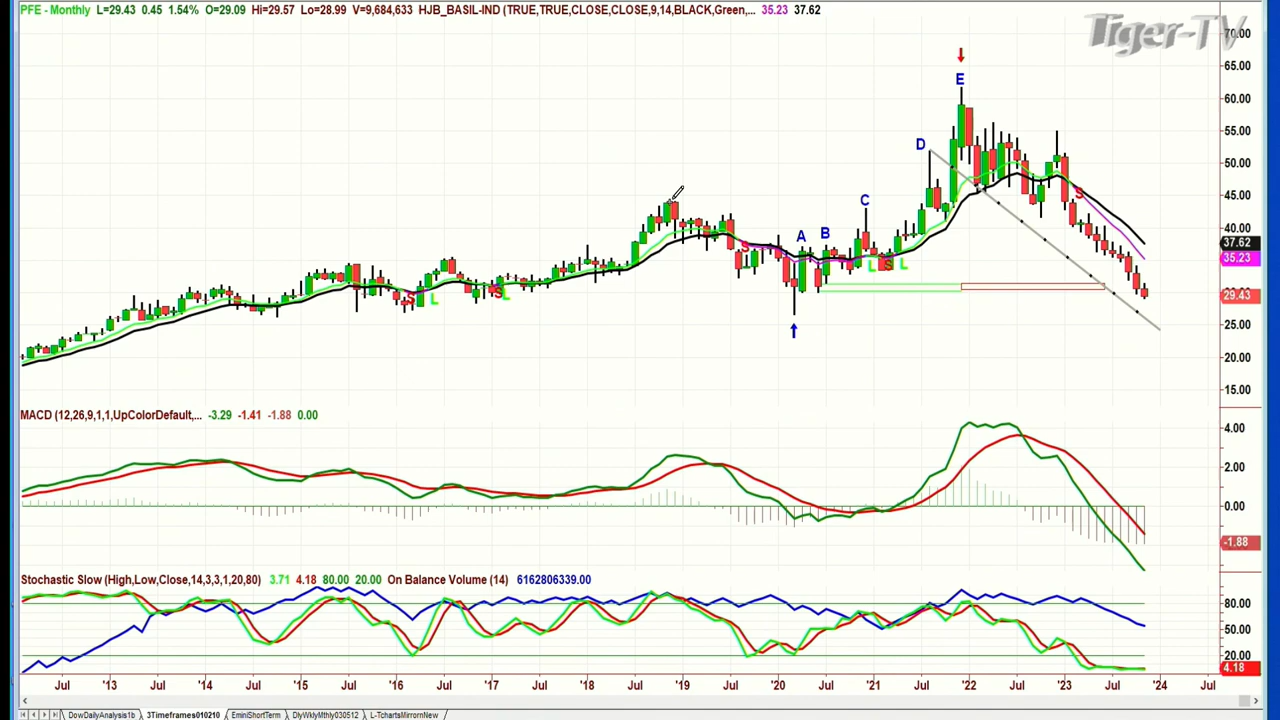 PFE - Monthly L=29.43 0.45 1.54% O=29.09 Hi=29.57 Lo=28.99 V=9,684,633 HJB_BASIL-IND (TRUE,TRUE,CLOSE,CLOSE,9,14,BLACK,Green,... 35.23 37.62
Tiger-TV
70.00
65.00
E
60.00
55.00
D
50.00
S
45.00
C
40.00
A B
S
37.62
35.23
L S L
S L
S L
29.43
25.00
20.00
15.00
MACD (12,26,9,1,1,UpColorDefault,... -3.29 -1.41 -1.88 0.00
4.00
2.00
0.00
-1.88
Stochastic Slow (High,Low,Close,14,3,3,1,20,80) 3.71 4.18 80.00 20.00 On Balance Volume (14) 6162806339.00
80.00
50.00
20.00
4.18
Jul '13 Jul '14 Jul '15 Jul '16 Jul '17 Jul '18 Jul '19 Jul '20 Jul '21 Jul '22 Jul '23 Jul '24 Jul
DowDailyAnalysis1b 3Timeframes010210 EminiShortTerm DlyWklyMthly030512 L-TchartsMirrornNew